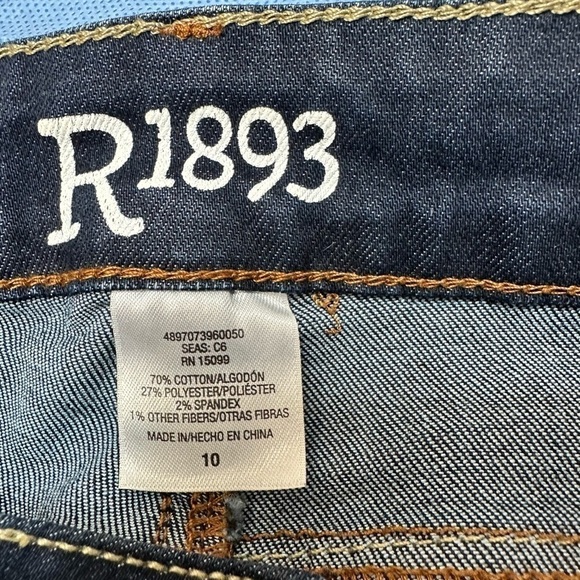 R1893
4897073960050
SEAS: C6
RN 15099
70% COTTON/ALGODÓN
27% POLYESTER/POLIÉSTER
2% SPANDEX
1% OTHER FIBERS/OTRAS FIBRAS
MADE IN/HECHO EN CHINA
10